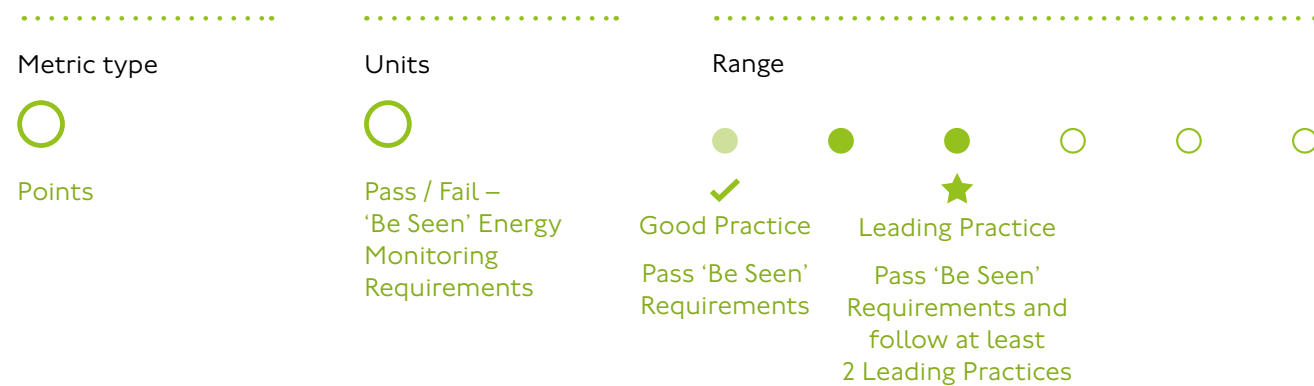 Metric type
Points
Units
Pass / Fail –
‘Be Seen’ Energy
Monitoring
Requirements
Range
Good Practice
Pass ‘Be Seen’
Requirements
Leading Practice
Pass ‘Be Seen’
Requirements and
follow at least
2 Leading Practices